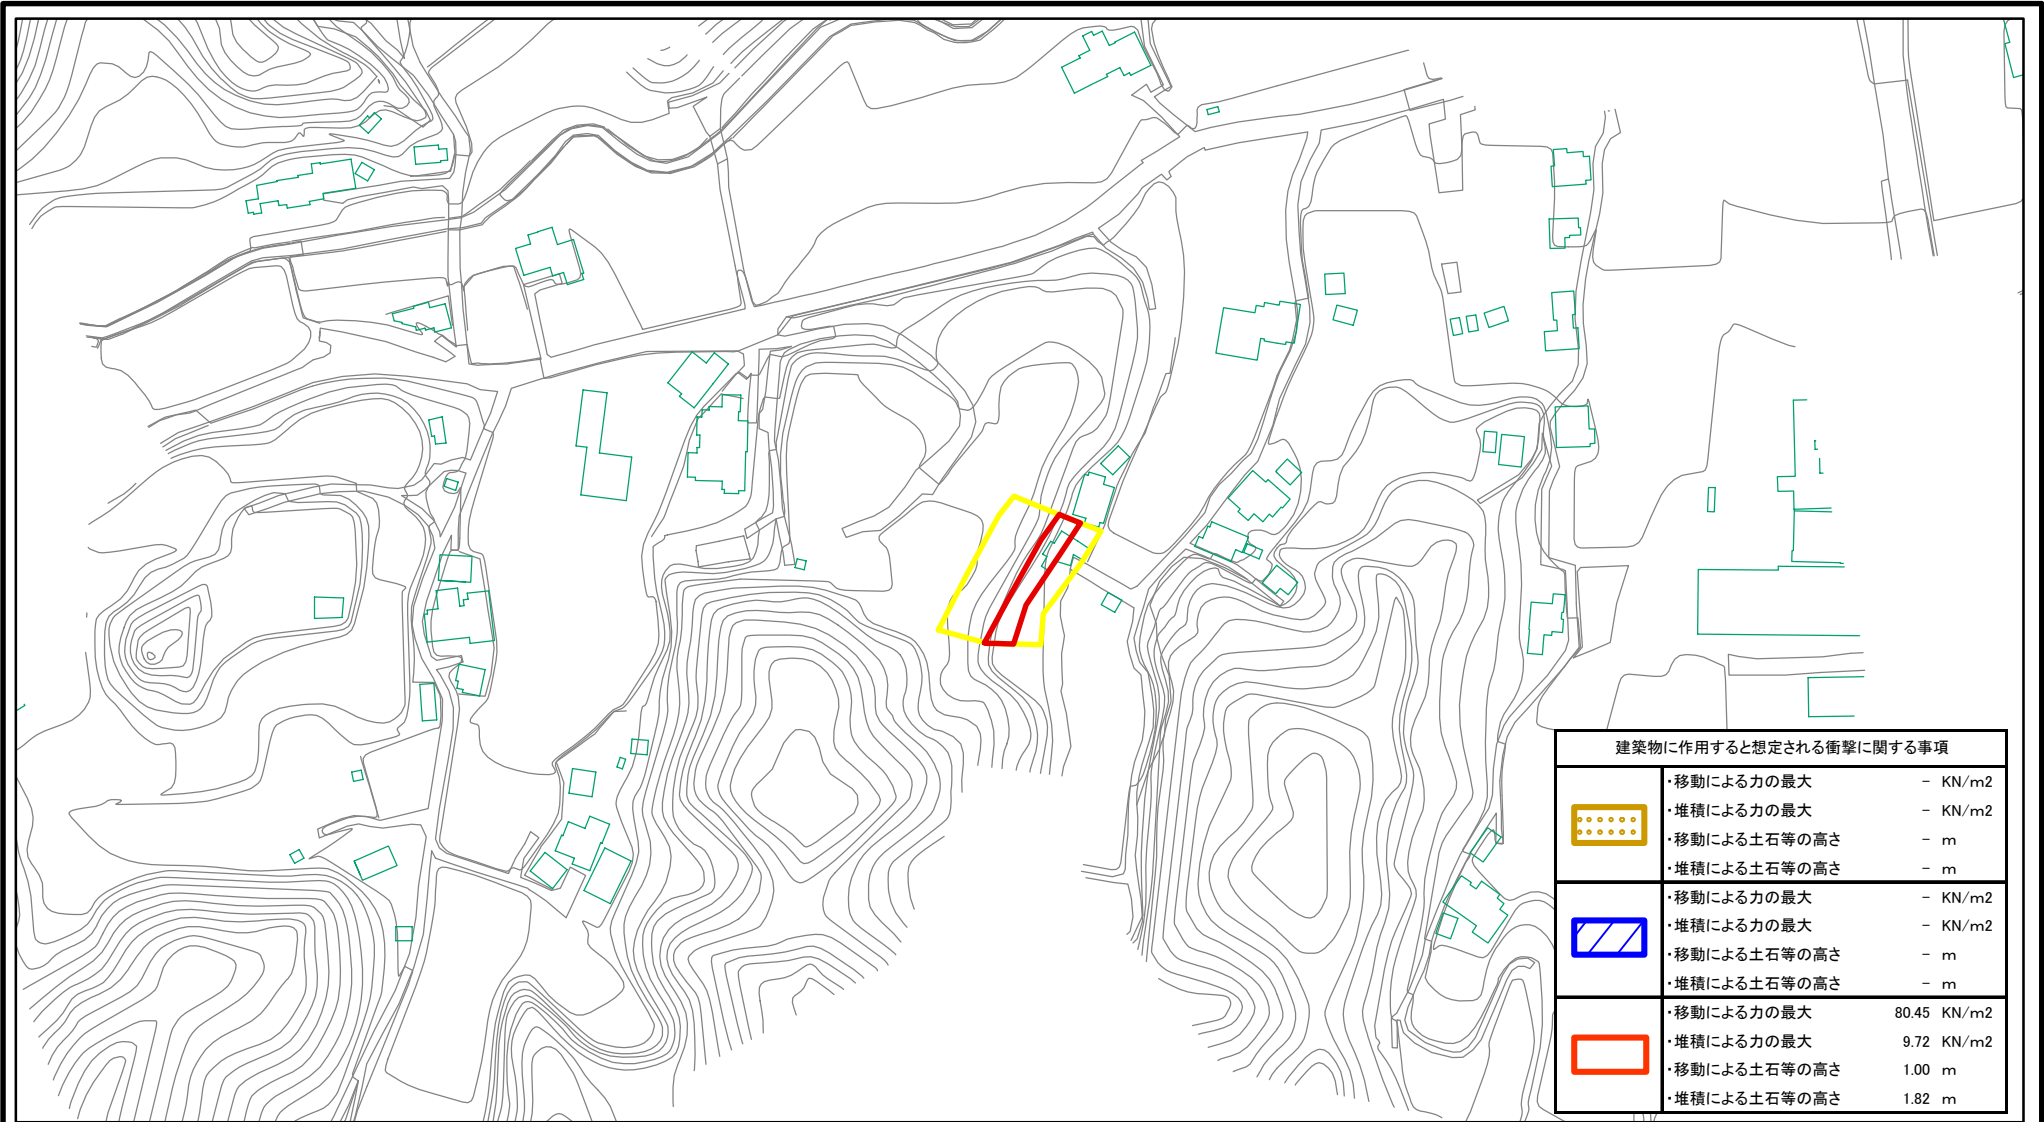 建築物に作用すると想定される衝撃に関する事項
・移動による力の最大 － KN/m2
・堆積による力の最大 － KN/m2
・移動による土石等の高さ － m
・堆積による土石等の高さ － m
・移動による力の最大 － KN/m2
・堆積による力の最大 － KN/m2
・移動による土石等の高さ － m
・堆積による土石等の高さ － m
・移動による力の最大 80.45 KN/m2
・堆積による力の最大 9.72 KN/m2
・移動による土石等の高さ 1.00 m
・堆積による土石等の高さ 1.82 m